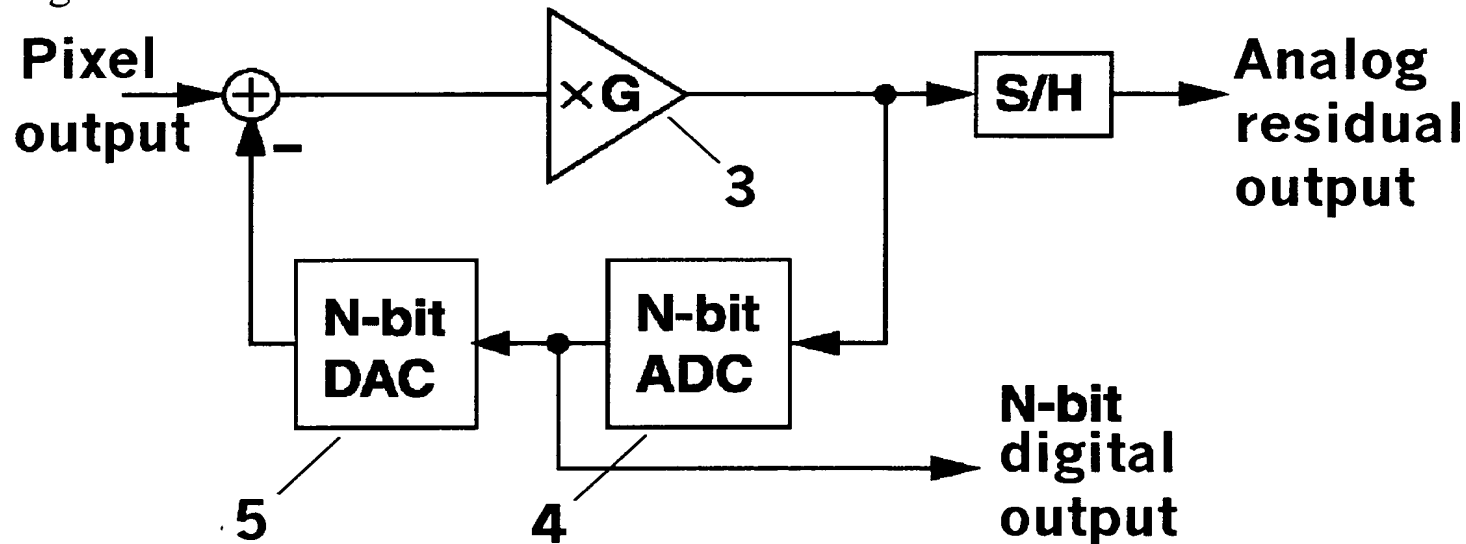 Pixel
output
+
−
×G
3
S/H
Analog
residual
output
N-bit
DAC
5
N-bit
ADC
4
N-bit
digital
output